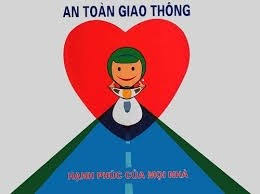 AN TOÀN GIAO THÔNG
HẠNH PHÚC CỦA MỌI NHÀ